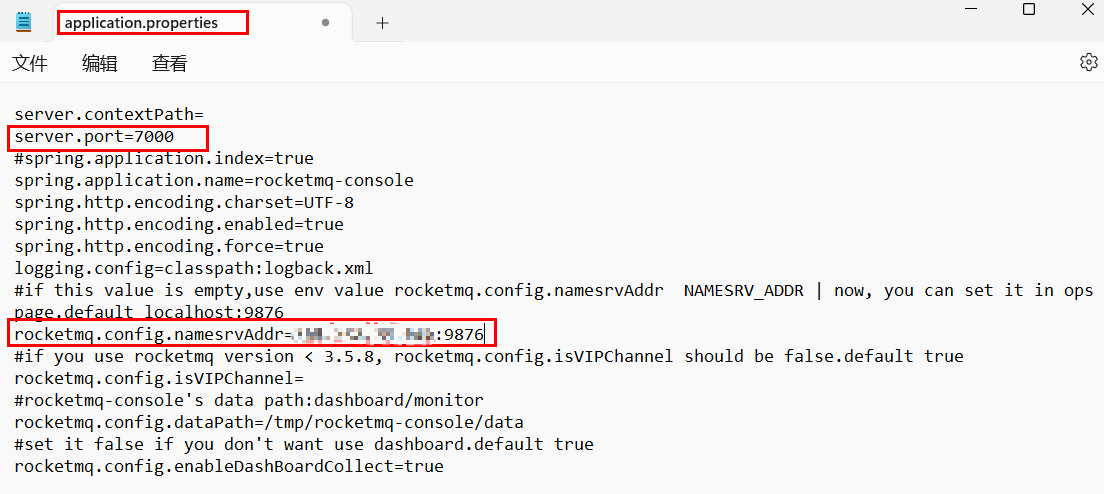 application.properties
文件 编辑 查看
server.contextPath=
server.port=7000
#spring.application.index=true
spring.application.name=rocketmq-console
spring.http.encoding.charset=UTF-8
spring.http.encoding.enabled=true
spring.http.encoding.force=true
logging.config=classpath:logback.xml
#if this value is empty,use env value rocketmq.config.namesrvAddr  NAMESRV_ADDR | now, you can set it in ops
page.default localhost:9876
rocketmq.config.namesrvAddr= :9876
#if you use rocketmq version < 3.5.8, rocketmq.config.isVIPChannel should be false.default true
rocketmq.config.isVIPChannel=
#rocketmq-console's data path:dashboard/monitor
rocketmq.config.dataPath=/tmp/rocketmq-console/data
#set it false if you don't want use dashboard.default true
rocketmq.config.enableDashBoardCollect=true